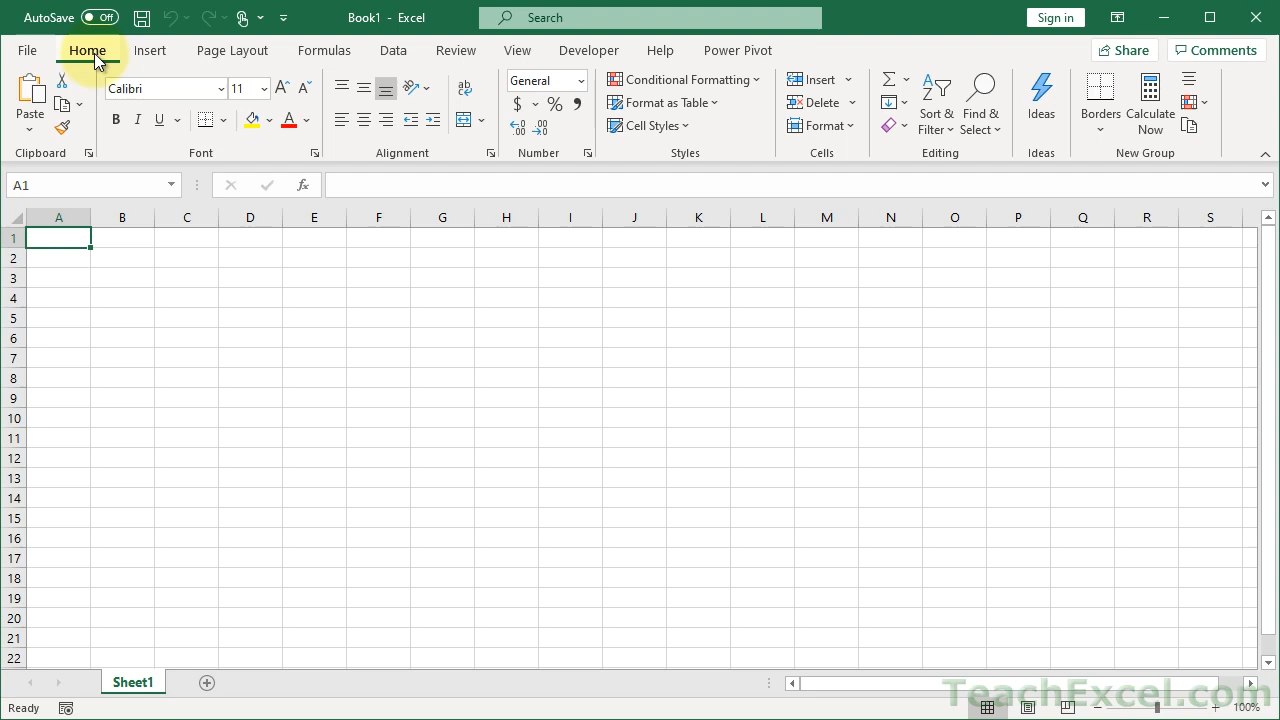 AutoSave Off Book1 - Excel Search Sign in
File Home Insert Page Layout Formulas Data Review View Developer Help Power Pivot Share Comments
Paste Calibri 11 General Conditional Formatting Insert Sort & Find & Ideas Borders Calculate
B I U A $ % Format as Table Delete Filter Select Now
Cell Styles Format
Clipboard Font Alignment Number Styles Cells Editing Ideas New Group
A1 fx
A B C D E F G H I J K L M N O P Q R S
1
2
3
4
5
6
7
8
9
10
11
12
13
14
15
16
17
18
19
20
21
22
Sheet1
TeachExcel.com
Ready 100%